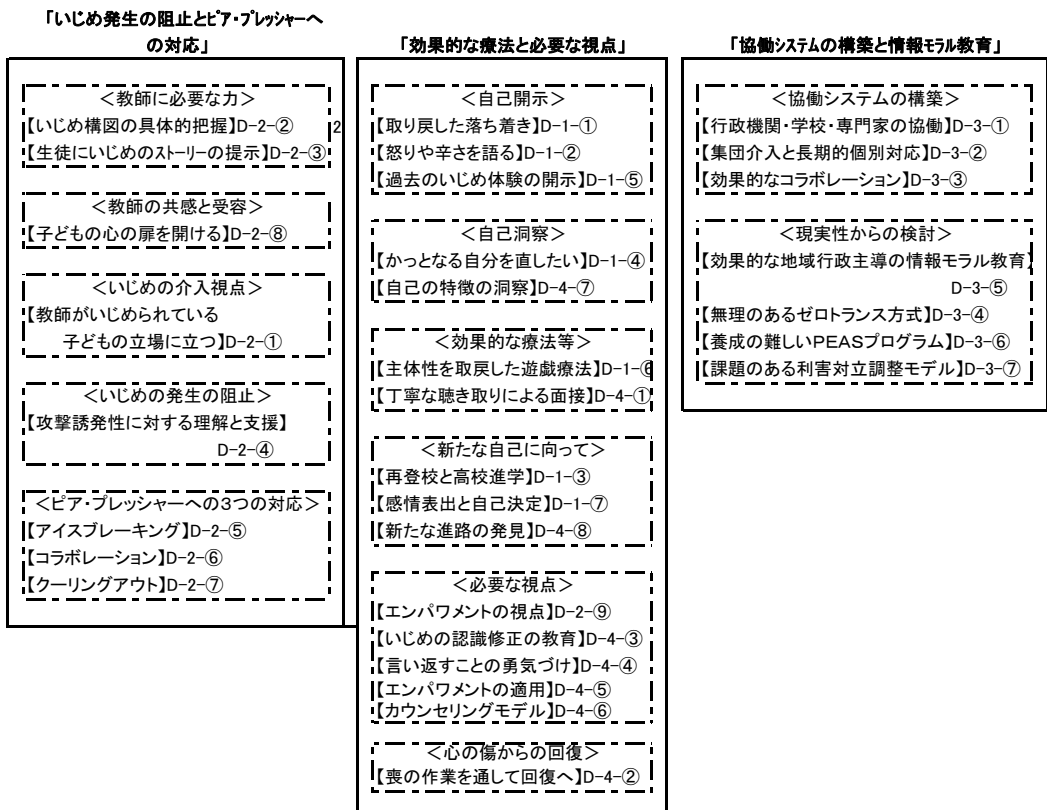 「いじめ発生の阻止とピア・プレッシャーへ
の対応」
<教師に必要な力>
【いじめ構図の具体的把握】D-2-②
2
【生徒にいじめのストーリーの提示】D-2-③
<教師の共感と受容>
【子どもの心の扉を開ける】D-2-⑧
<いじめの介入視点>
【教師がいじめられている
子どもの立場に立つ】D-2-①
<いじめの発生の阻止>
【攻撃誘発性に対する理解と支援】
D-2-④
<ピア・プレッシャーへの3つの対応>
【アイスブレーキング】D-2-⑤
【コラボレーション】D-2-⑥
【クーリングアウト】D-2-⑦
「効果的な療法と必要な視点」
<自己開示>
【取り戻した落ち着き】D-1-①
【怒りや辛さを語る】D-1-②
【過去のいじめ体験の開示】D-1-⑤
<自己洞察>
【かっとなる自分を直したい】D-1-④
【自己の特徴の洞察】D-4-⑦
<効果的な療法等>
【主体性を取戻した遊戯療法】D-1-⑥
【丁寧な聴き取りによる面接】D-4-①
<新たな自己に向って>
【再登校と高校進学】D-1-③
【感情表出と自己決定】D-1-⑦
【新たな進路の発見】D-4-⑧
<必要な視点>
【エンパワメントの視点】D-2-⑨
【いじめの認識修正の教育】D-4-③
【言い返すことの勇気づけ】D-4-④
【エンパワメントの適用】D-4-⑤
【カウンセリングモデル】D-4-⑥
<心の傷からの回復>
【喪の作業を通して回復へ】D-4-②
「協働システムの構築と情報モラル教育」
<協働システムの構築>
【行政機関・学校・専門家の協働】D-3-①
【集団介入と長期的個別対応】D-3-②
【効果的なコラボレーション】D-3-③
<現実性からの検討>
【効果的な地域行政主導の情報モラル教育】
D-3-⑤
【無理のあるゼロトランス方式】D-3-④
【養成の難しいPEASプログラム】D-3-⑥
【課題のある利害対立調整モデル】D-3-⑦